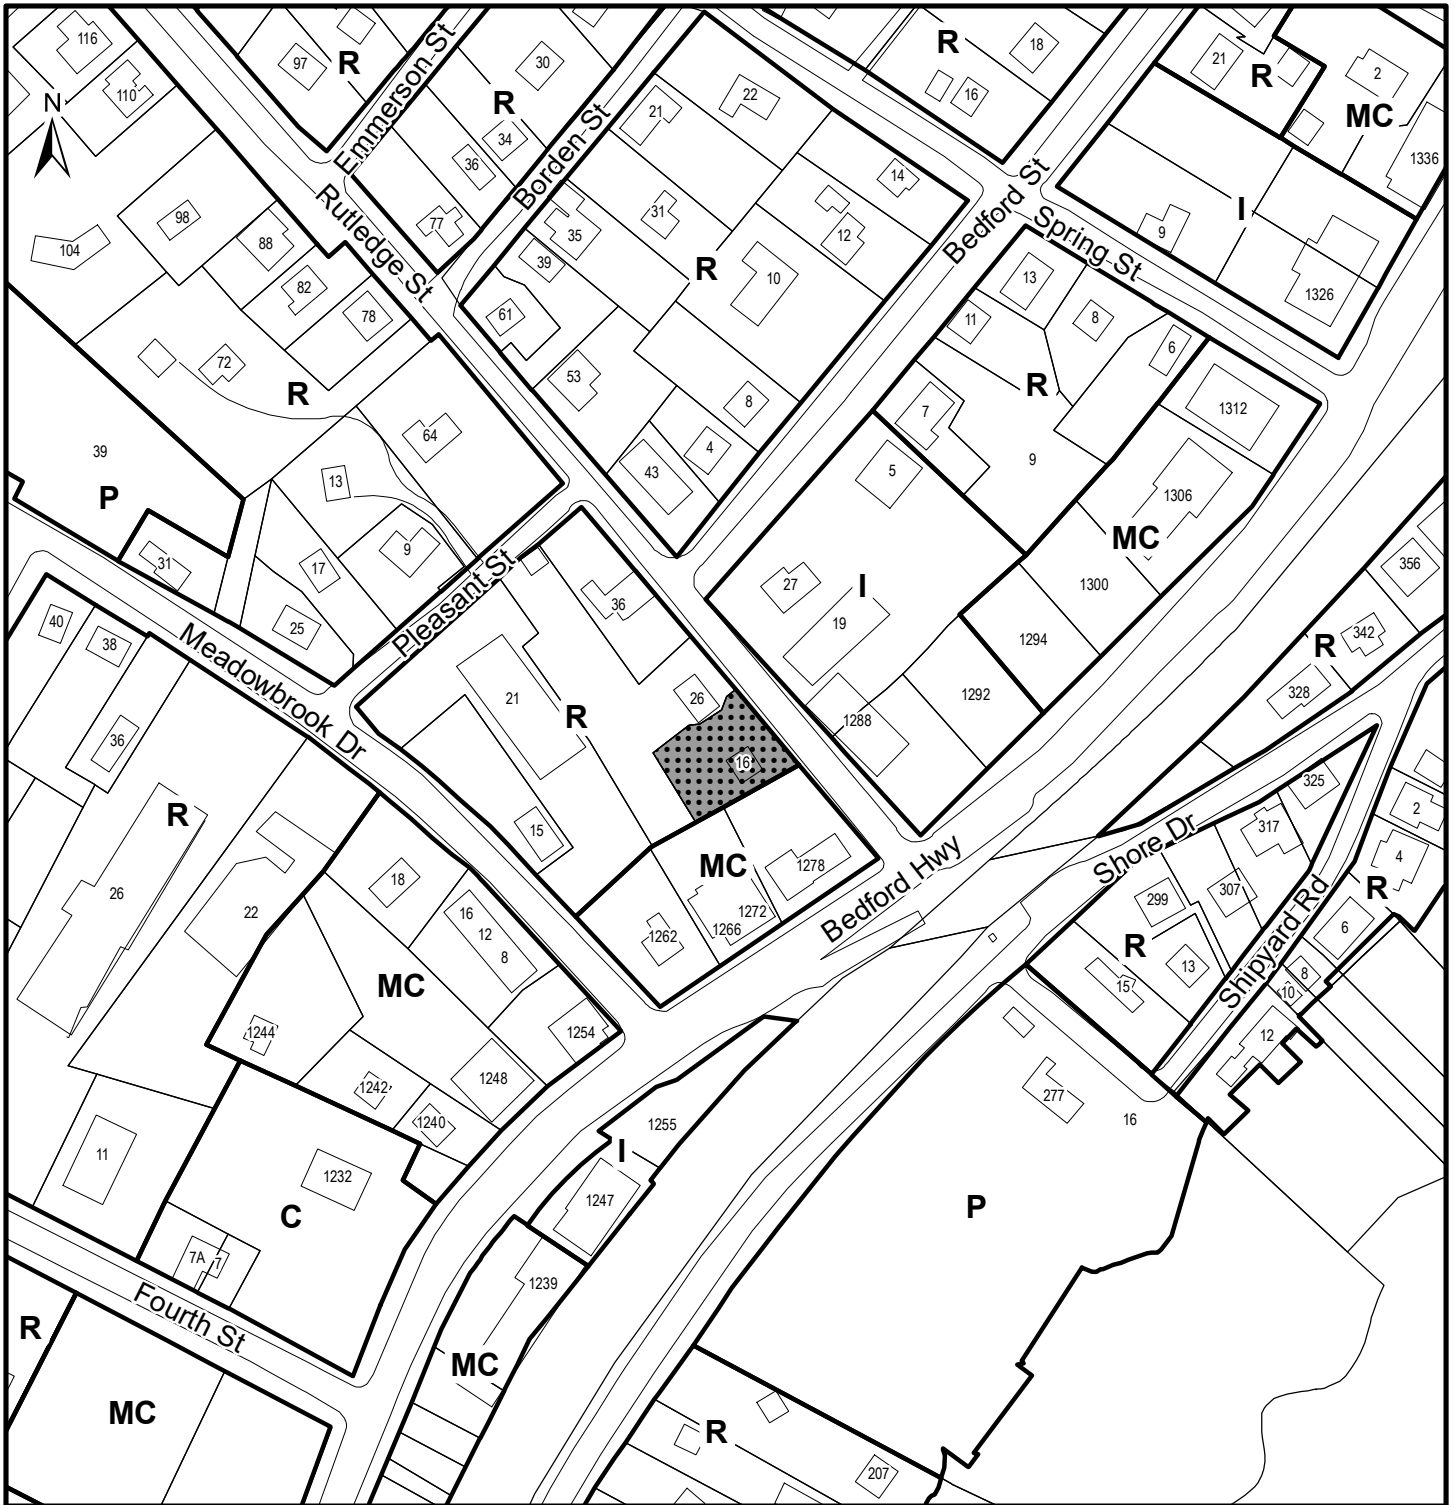 116
97
R
Emmerson St
30
R
18
R
16
21
R
2
MC
1336
110
N
34
36
Borden St
21
22
14
Bedford St
I
9
Spring St
1326
98
104
88
Rutledge St
77
35
31
12
R
10
39
82
78
61
13
11
8
6
72
R
53
8
7
R
1312
64
43
4
5
9
1306
MC
39
P
13
9
31
17
25
Pleasant St
36
27
I
19
1300
1294
356
342
R
328
40
38
Meadowbrook Dr
36
21
R
26
1288
1292
16
325
2
R
15
MC
1278
Bedford Hwy
Shore Dr
317
4
R
26
22
18
16
12
8
1262
1266
1272
299
307
R
13
15
6
Shipyard Rd
8
10
12
MC
1244
1254
1248
1242
1240
277
16
11
1232
C
7A
7
1255
I
1247
P
Fourth St
1239
R
MC
MC
R
207